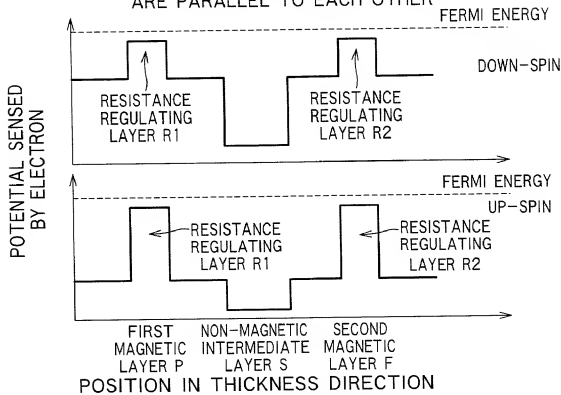 ARE PARALLEL TO EACH OTHER
FERMI ENERGY
DOWN-SPIN
RESISTANCE
REGULATING
LAYER R1
RESISTANCE
REGULATING
LAYER R2
POTENTIAL SENSED
BY ELECTRON
FERMI ENERGY
UP-SPIN
RESISTANCE
REGULATING
LAYER R1
RESISTANCE
REGULATING
LAYER R2
FIRST
MAGNETIC
LAYER P
NON-MAGNETIC
INTERMEDIATE
LAYER S
SECOND
MAGNETIC
LAYER F
POSITION IN THICKNESS DIRECTION